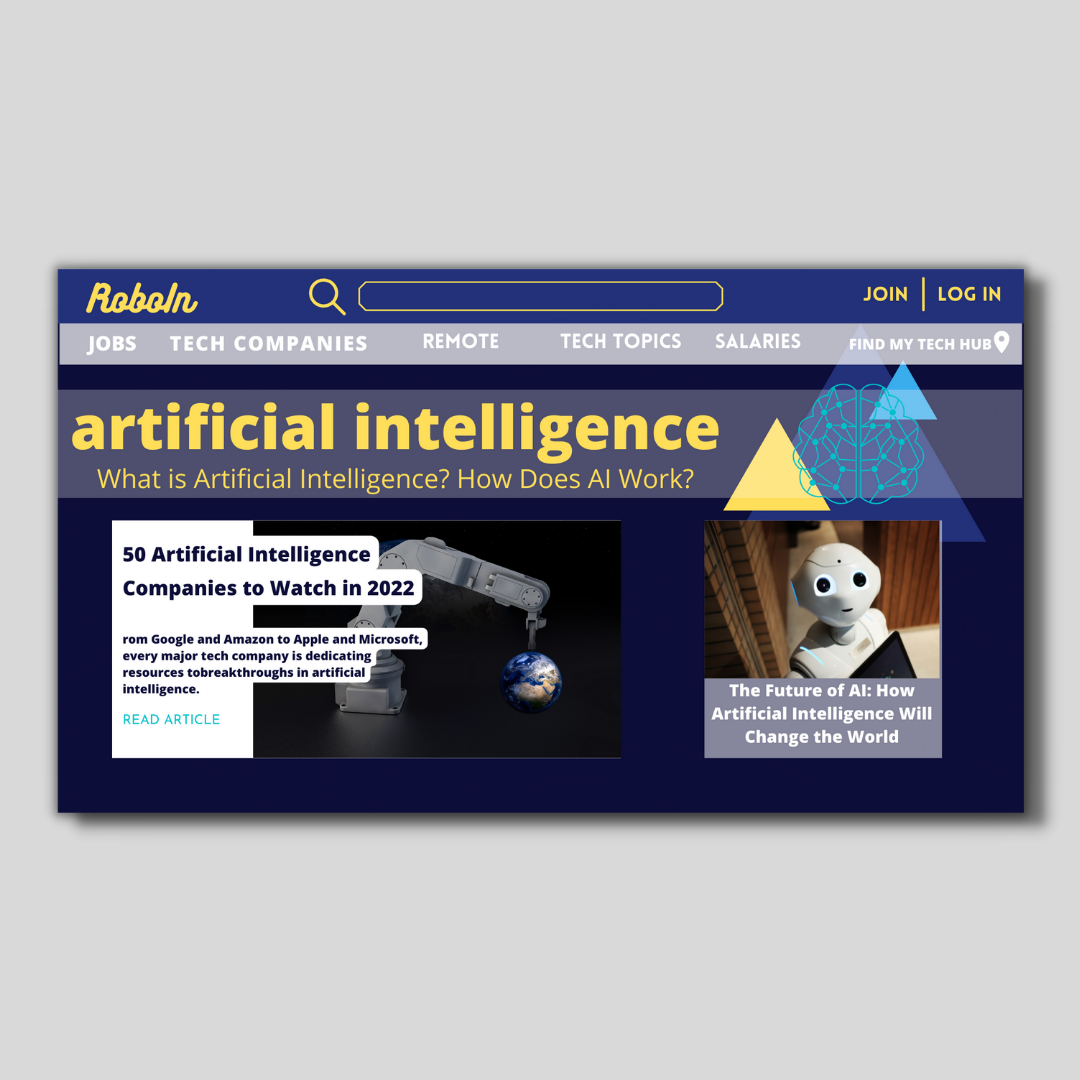 RoboIn
JOIN LOG IN
JOBS TECH COMPANIES REMOTE TECH TOPICS SALARIES FIND MY TECH HUB
artificial intelligence
What is Artificial Intelligence? How Does AI Work?
50 Artificial Intelligence
Companies to Watch in 2022
rom Google and Amazon to Apple and Microsoft,
every major tech company is dedicating
resources tobreakthroughs in artificial
intelligence.
READ ARTICLE
The Future of AI: How
Artificial Intelligence Will
Change the World